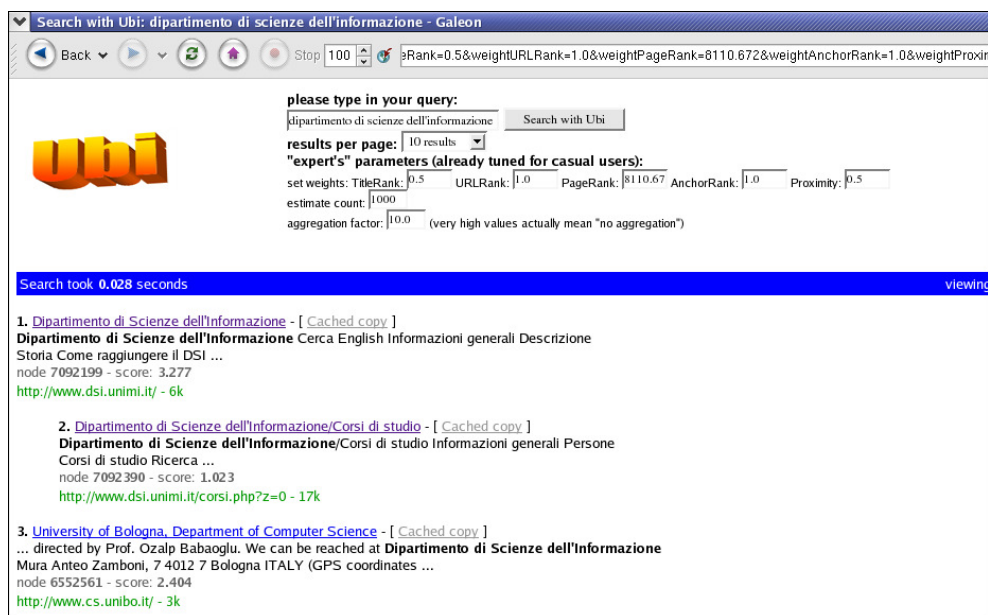 Search with Ubi: dipartimento di scienze dell'informazione - Galeon
Back Stop 100 eRank=0.5&weightURLRank=1.0&weightPageRank=8110.672&weightAnchorRank=1.0&weightProxin
Ubi
please type in your query:
dipartimento di scienze dell'informazione Search with Ubi
results per page: 10 results
"expert's" parameters (already tuned for casual users):
set weights: TitleRank: 0.5 URLRank: 1.0 PageRank: 8110.67 AnchorRank: 1.0 Proximity: 0.5
estimate count: 1000
aggregation factor: 10.0 (very high values actually mean "no aggregation")
Search took 0.028 seconds viewing
1. Dipartimento di Scienze dell'Informazione - [ Cached copy ]
Dipartimento di Scienze dell'Informazione Cerca English Informazioni generali Descrizione
Storia Come raggiungere il DSI ...
node 7092199 - score: 3.277
http://www.dsi.unimi.it/ - 6k
2. Dipartimento di Scienze dell'Informazione/Corsi di studio - [ Cached copy ]
Dipartimento di Scienze dell'Informazione/Corsi di studio Informazioni generali Persone
Corsi di studio Ricerca ...
node 7092390 - score: 1.023
http://www.dsi.unimi.it/corsi.php?z=0 - 17k
3. University of Bologna, Department of Computer Science - [ Cached copy ]
... directed by Prof. Ozalp Babaoglu. We can be reached at Dipartimento di Scienze dell'Informazione
Mura Anteo Zamboni, 7 4012 7 Bologna ITALY (GPS coordinates ...
node 6552561 - score: 2.404
http://www.cs.unibo.it/ - 3k